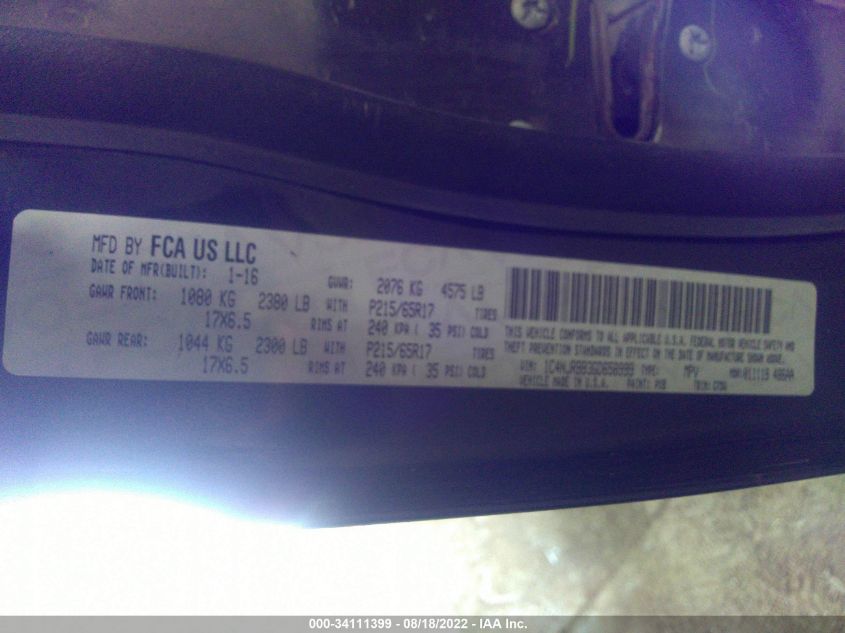 MFD BY FCA US LLC
DATE OF MFR(BUILT): 1-16
GVWR: 2076 KG 4575 LB
GAWR FRONT: 1080 KG 2380 LB WITH P215/65R17 TIRES
17X6.5 RIMS AT 240 KPA ( 35 PSI) COLD
GAWR REAR: 1044 KG 2300 LB WITH P215/65R17 TIRES
17X6.5 RIMS AT 240 KPA ( 35 PSI) COLD
THIS VEHICLE CONFORMS TO ALL APPLICABLE U.S.A. FEDERAL MOTOR VEHICLE SAFETY AND
THEFT PREVENTION STANDARDS IN EFFECT ON THE DATE OF MANUFACTURE SHOWN ABOVE.
VIN: TYPE: MPV
VEHICLE MADE IN U.S.A. PAINT: TRIM:
000-34111399 - 08/18/2022 - IAA Inc.